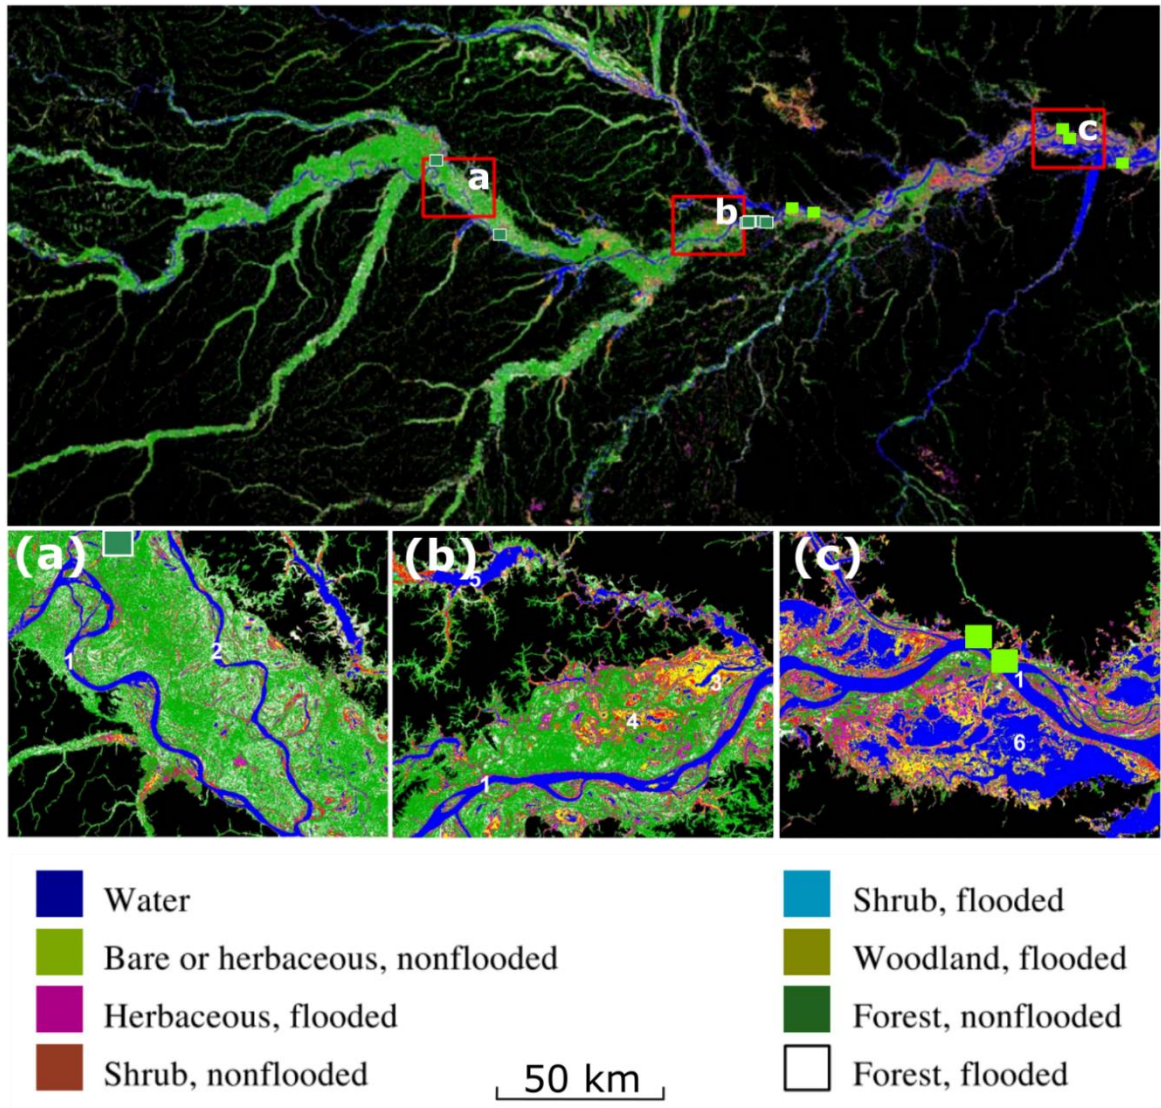 a
b
c
(a)
1
2
(b)
5
3
4
1
(c)
1
6
Water
Bare or herbaceous, nonflooded
Herbaceous, flooded
Shrub, nonflooded
Shrub, flooded
Woodland, flooded
Forest, nonflooded
Forest, flooded
50 km